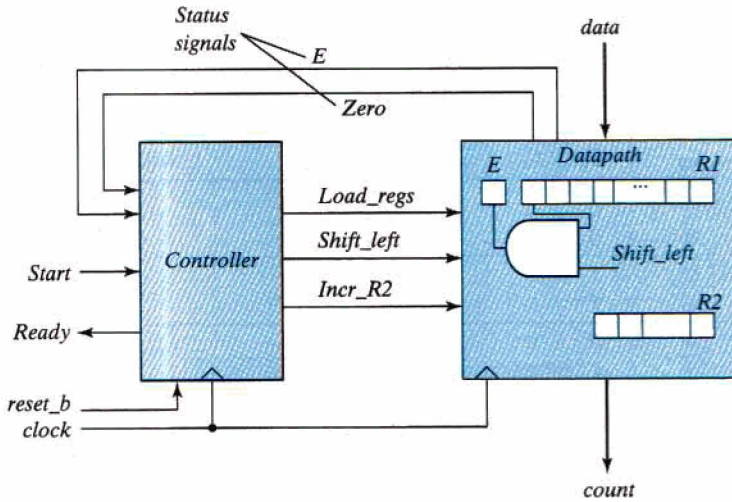 Status
signals
E
Zero
data
Datapath
E
R1
...
Load_regs
Shift_left
Shift_left
Controller
Start
Incr_R2
R2
Ready
reset_b
clock
count